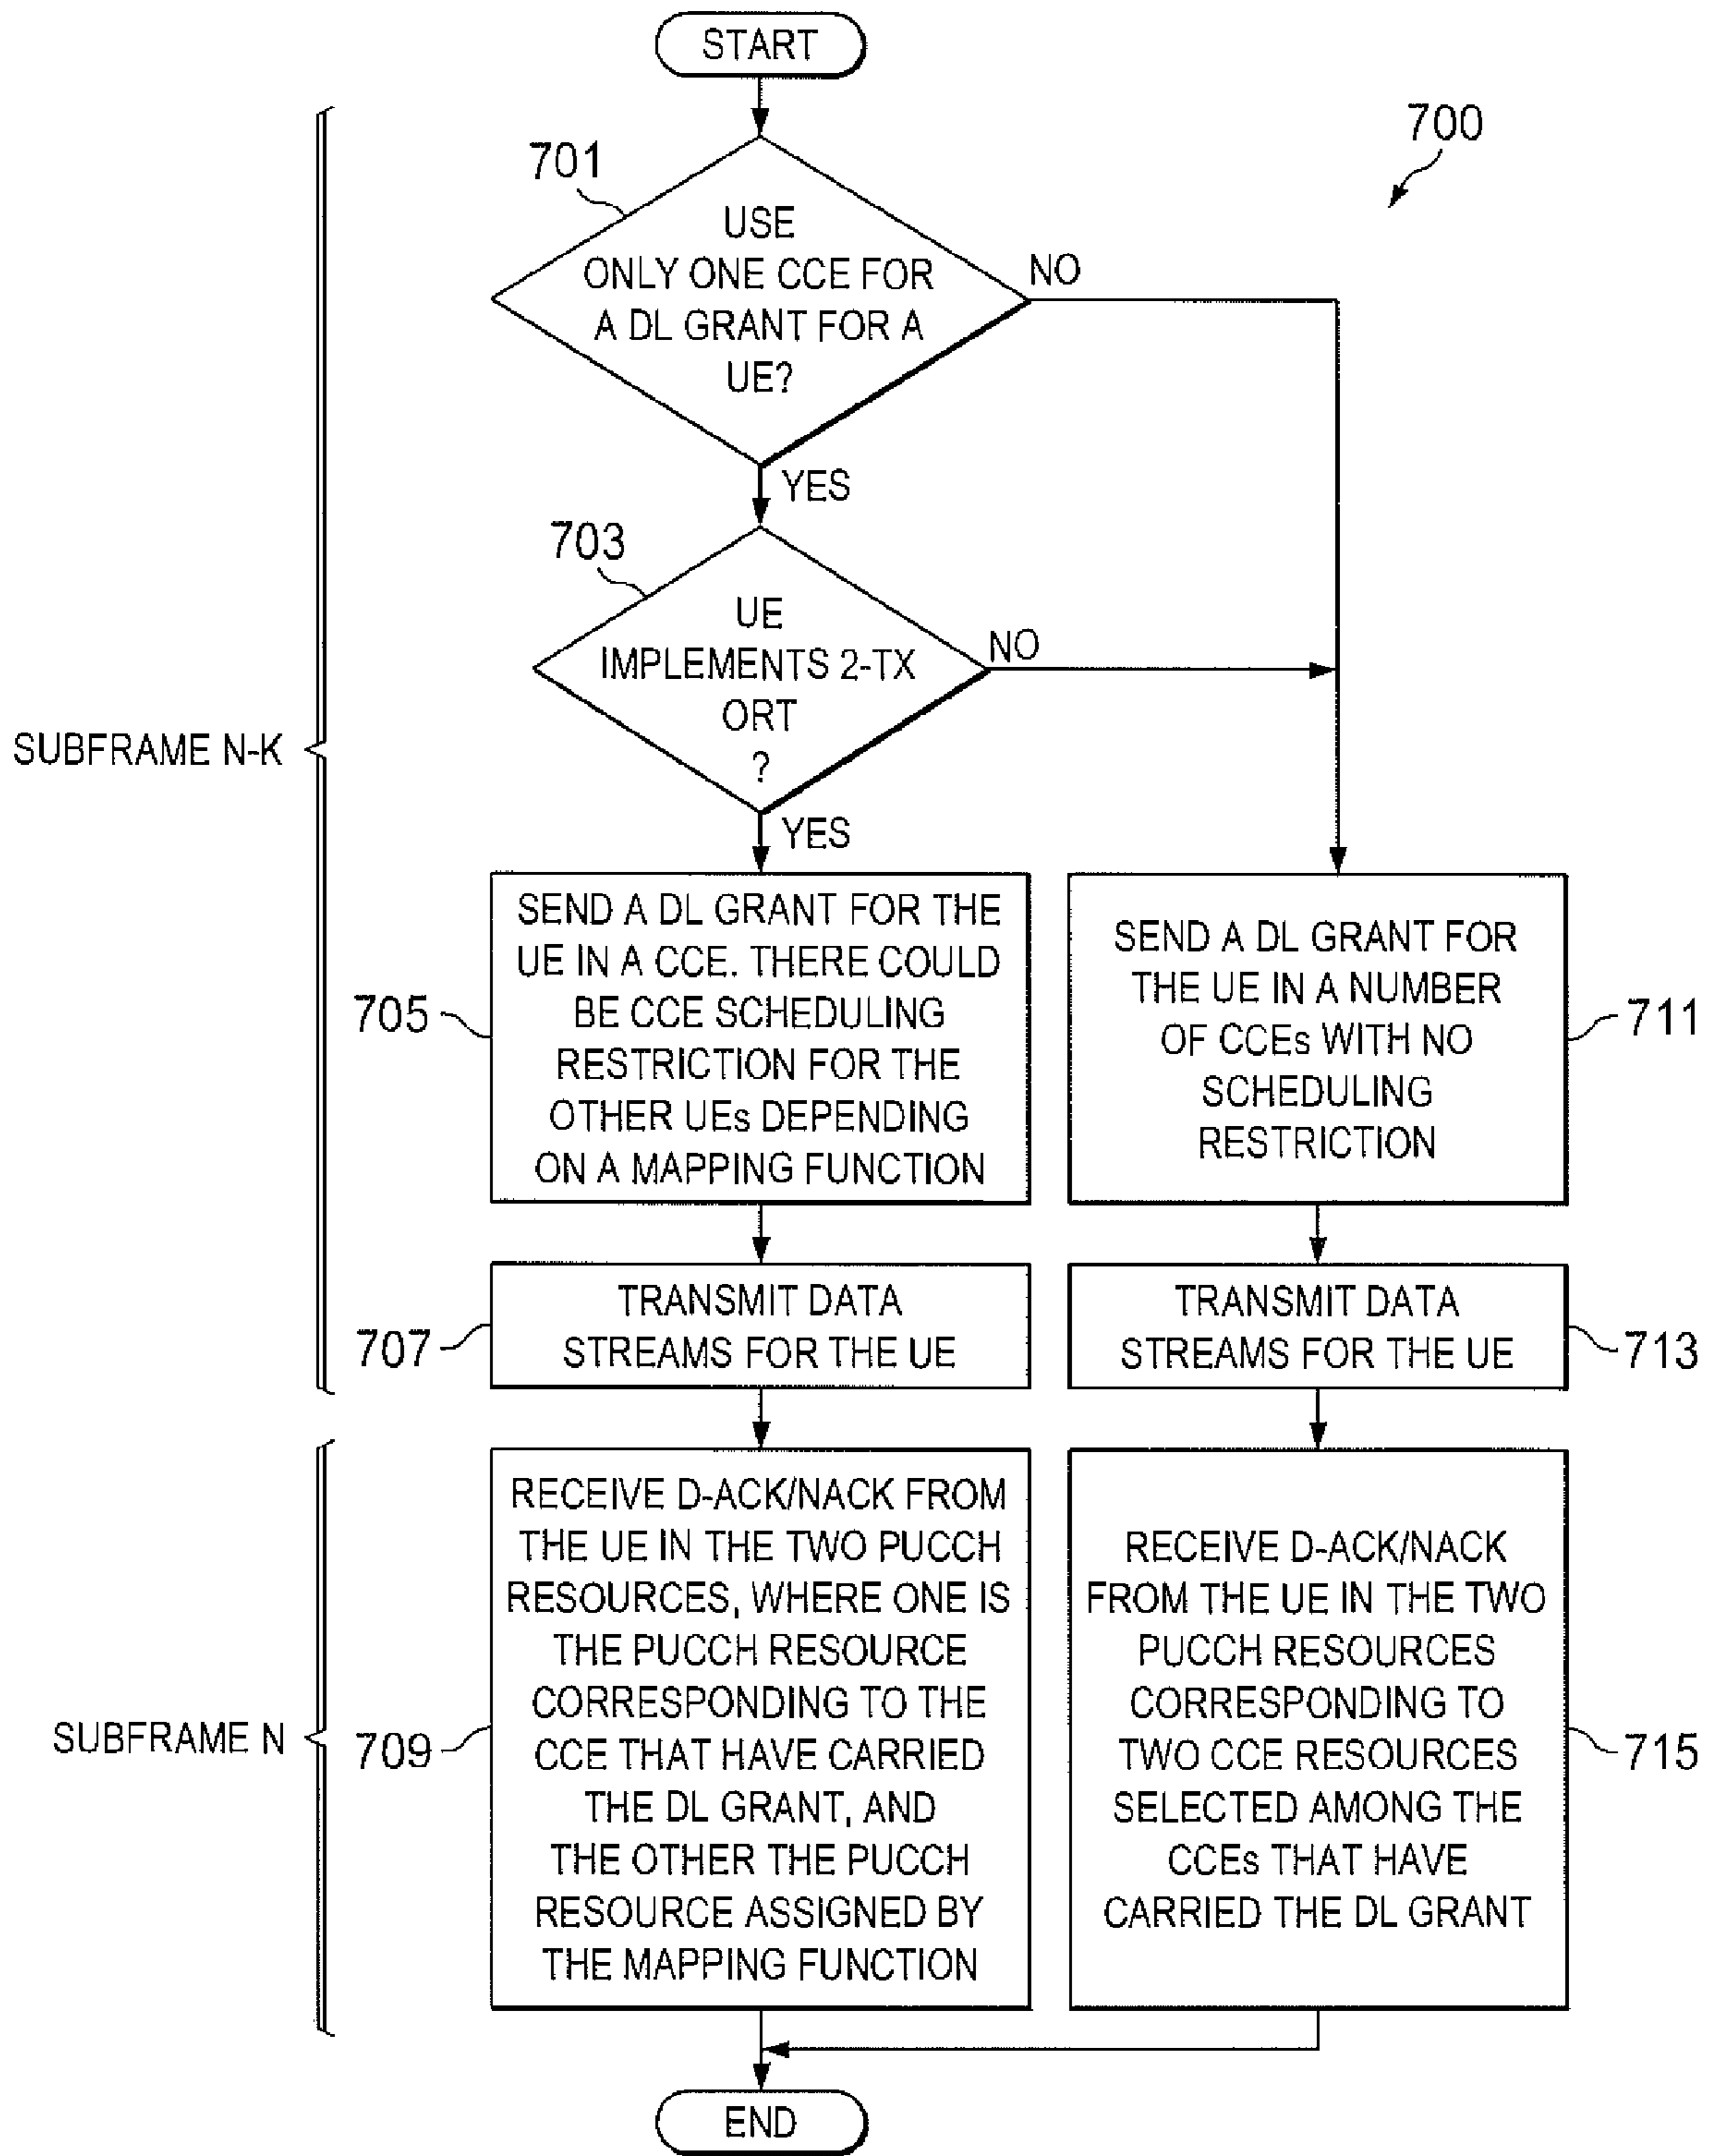 START
700
701
USE
ONLY ONE CCE FOR
A DL GRANT FOR A
UE?
NO
YES
703
UE
IMPLEMENTS 2-TX
ORT
?
NO
YES
SUBFRAME N-K
705
SEND A DL GRANT FOR THE
UE IN A CCE. THERE COULD
BE CCE SCHEDULING
RESTRICTION FOR THE
OTHER UEs DEPENDING
ON A MAPPING FUNCTION
SEND A DL GRANT FOR
THE UE IN A NUMBER
OF CCEs WITH NO
SCHEDULING
RESTRICTION
711
707
TRANSMIT DATA
STREAMS FOR THE UE
TRANSMIT DATA
STREAMS FOR THE UE
713
SUBFRAME N
709
RECEIVE D-ACK/NACK FROM
THE UE IN THE TWO PUCCH
RESOURCES, WHERE ONE IS
THE PUCCH RESOURCE
CORRESPONDING TO THE
CCE THAT HAVE CARRIED
THE DL GRANT, AND
THE OTHER THE PUCCH
RESOURCE ASSIGNED BY
THE MAPPING FUNCTION
RECEIVE D-ACK/NACK
FROM THE UE IN THE TWO
PUCCH RESOURCES
CORRESPONDING TO
TWO CCE RESOURCES
SELECTED AMONG THE
CCEs THAT HAVE
CARRIED THE DL GRANT
715
END